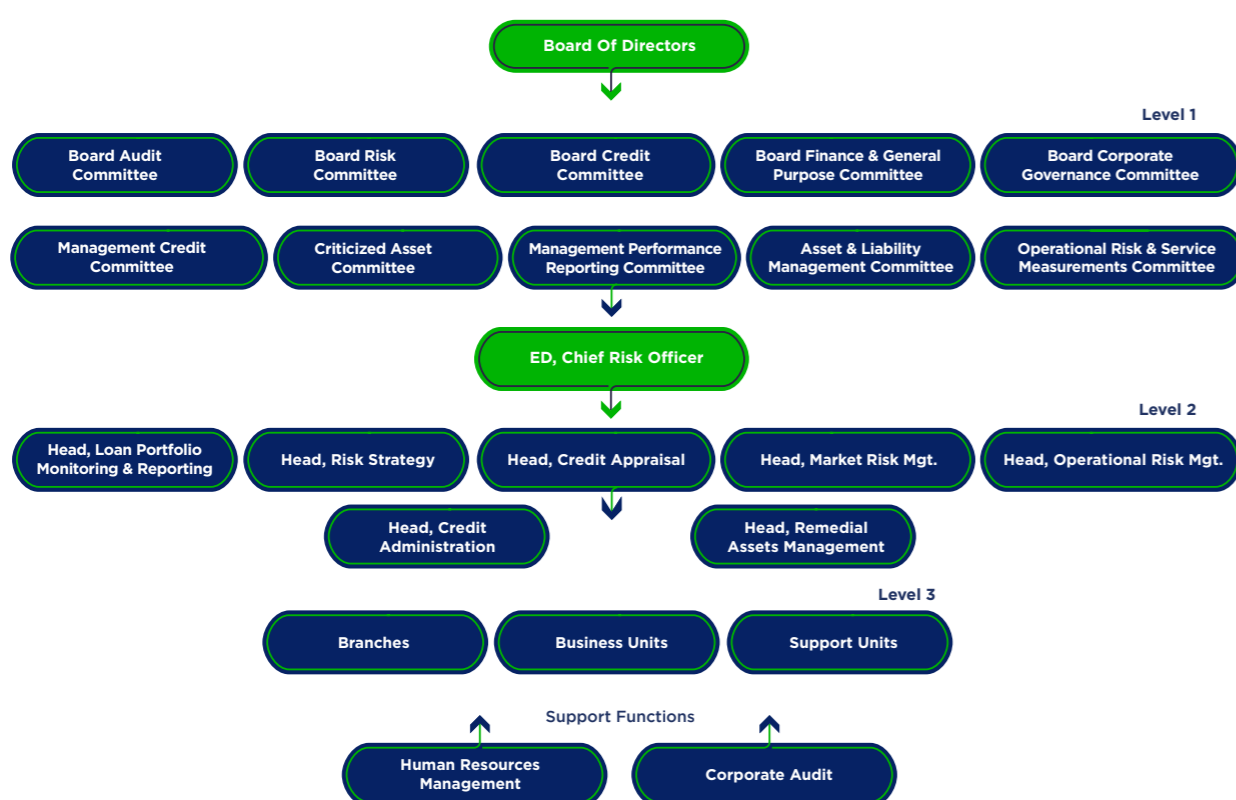 Board Of Directors
Level 1
Board Audit
Committee
Board Risk
Committee
Board Credit
Committee
Board Finance & General
Purpose Committee
Board Corporate
Governance Committee
Management Credit
Committee
Criticized Asset
Committee
Management Performance
Reporting Committee
Asset & Liability
Management Committee
Operational Risk & Service
Measurements Committee
ED, Chief Risk Officer
Level 2
Head, Loan Portfolio
Monitoring & Reporting
Head, Risk Strategy
Head, Credit Appraisal
Head, Market Risk Mgt.
Head, Operational Risk Mgt.
Head, Credit
Administration
Head, Remedial
Assets Management
Level 3
Branches
Business Units
Support Units
Support Functions
Human Resources
Management
Corporate Audit